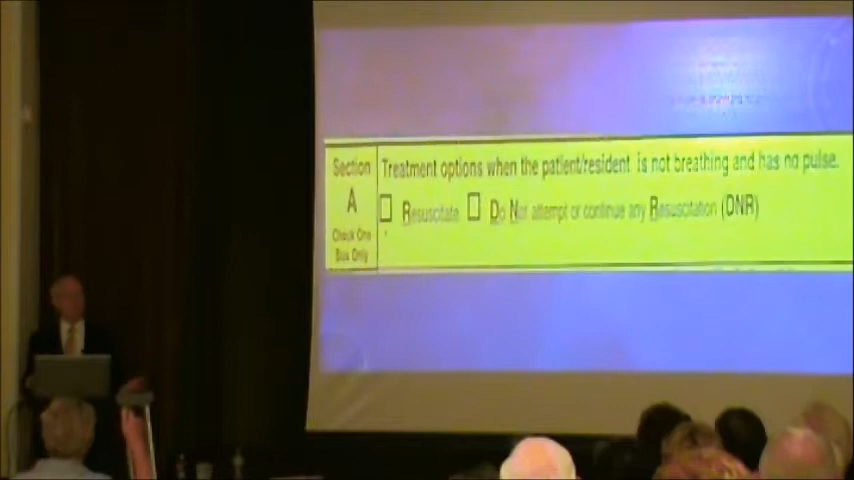 Section
A
Check One
Box Only
Treatment options when the patient/resident is not breathing and has no pulse.
Resuscitate Do Not attempt or continue any Resuscitation (DNR)